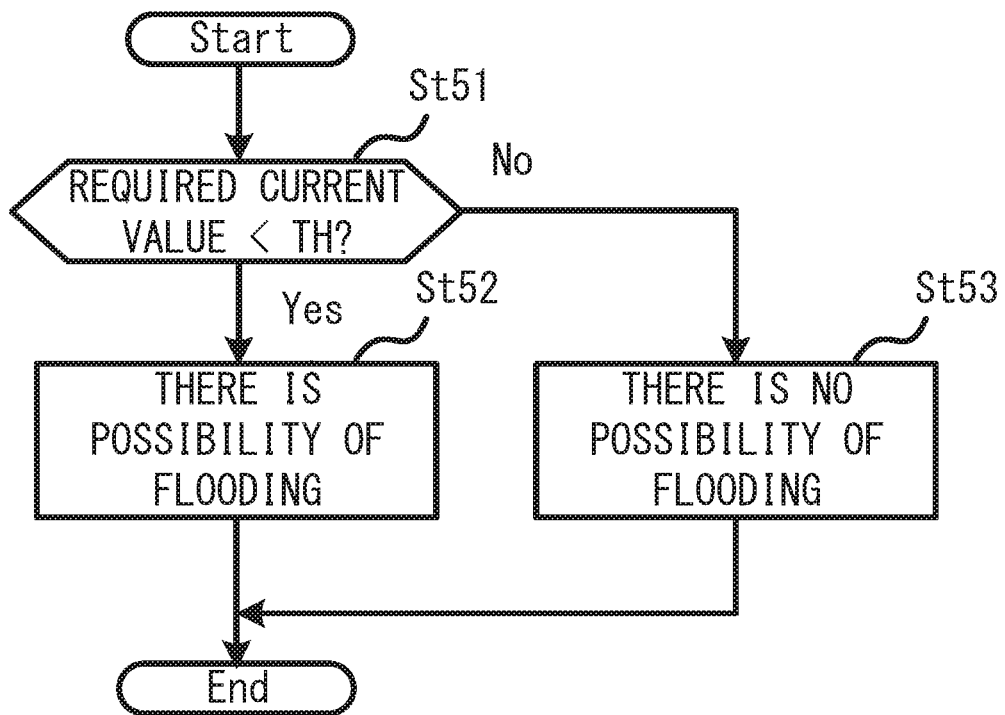 Start
St51
REQUIRED CURRENT
VALUE < TH?
No
Yes
St52
THERE IS
POSSIBILITY OF
FLOODING
St53
THERE IS NO
POSSIBILITY OF
FLOODING
End